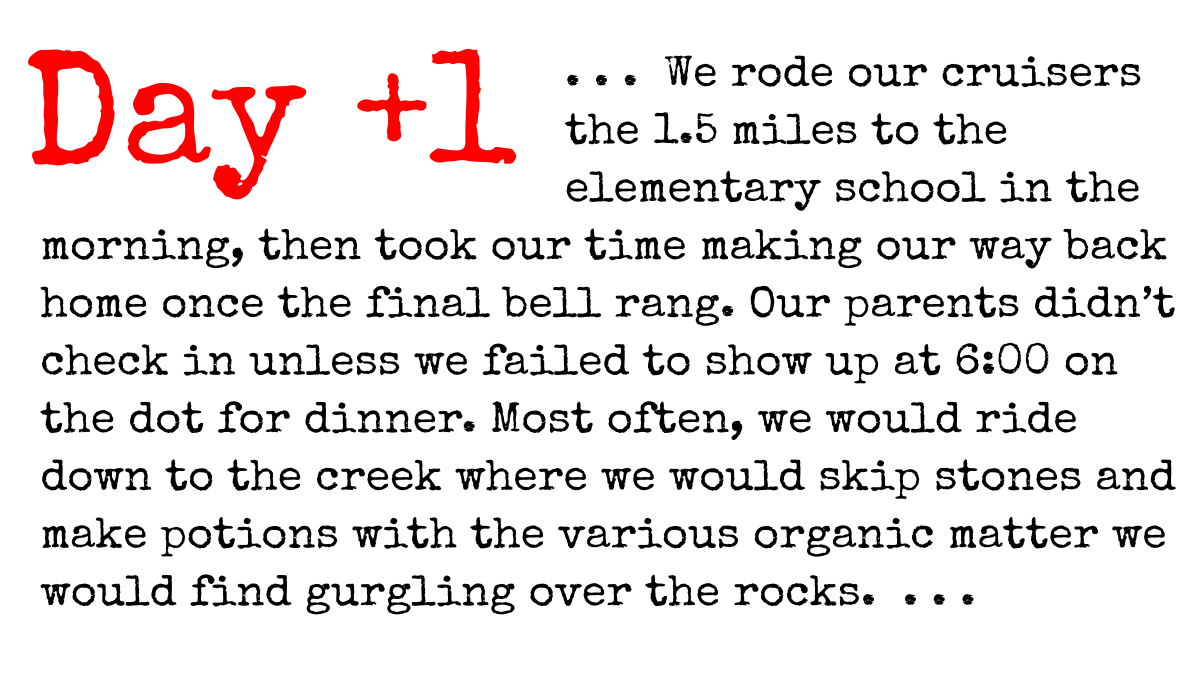 Day +1
... We rode our cruisers
the 1.5 miles to the
elementary school in the
morning, then took our time making our way back
home once the final bell rang. Our parents didn't
check in unless we failed to show up at 6:00 on
the dot for dinner. Most often, we would ride
down to the creek where we would skip stones and
make potions with the various organic matter we
would find gurgling over the rocks. ...